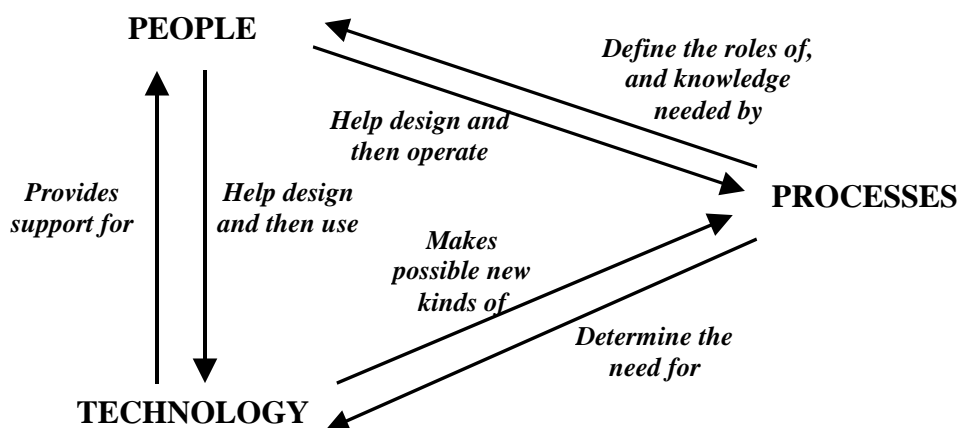 PEOPLE
Define the roles of,
and knowledge
needed by
Help design and
then operate
Provides
support for
Help design
and then use
PROCESSES
Makes
possible new
kinds of
Determine the
need for
TECHNOLOGY